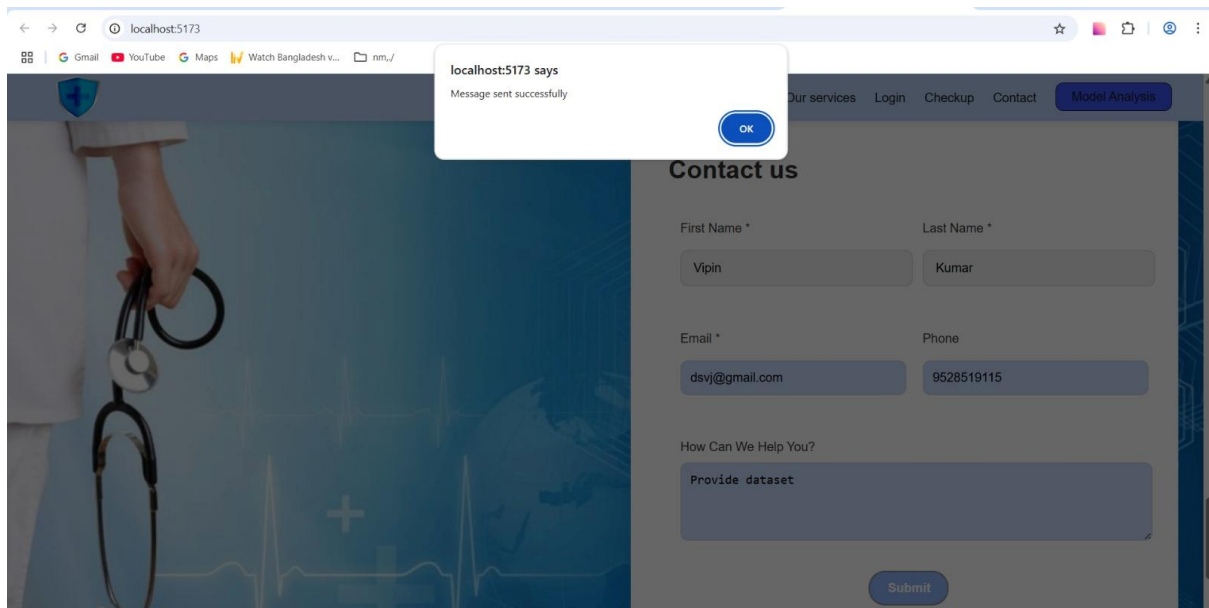 localhost:5173
Gmail YouTube Maps Watch Bangladesh v... nm,./
localhost:5173 says
Message sent successfully
OK
Our services Login Checkup Contact Model Analysis
Contact us
First Name * Last Name *
Vipin Kumar
Email * Phone
dsvj@gmail.com 9528519115
How Can We Help You?
Provide dataset
Submit